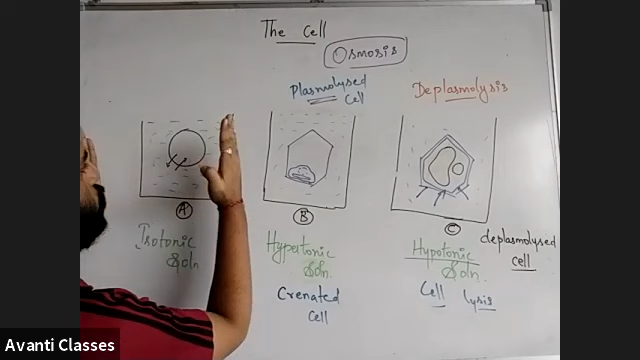 The Cell
Osmosis
Plasmolysed
Cell
Deplasmolysis
A
B
C
Isotonic
Soln
Hypertonic
Soln.
Crenated
Cell
Hypotonic
Soln.
Cell lysis
deplasmolysed
cell
Avanti Classes